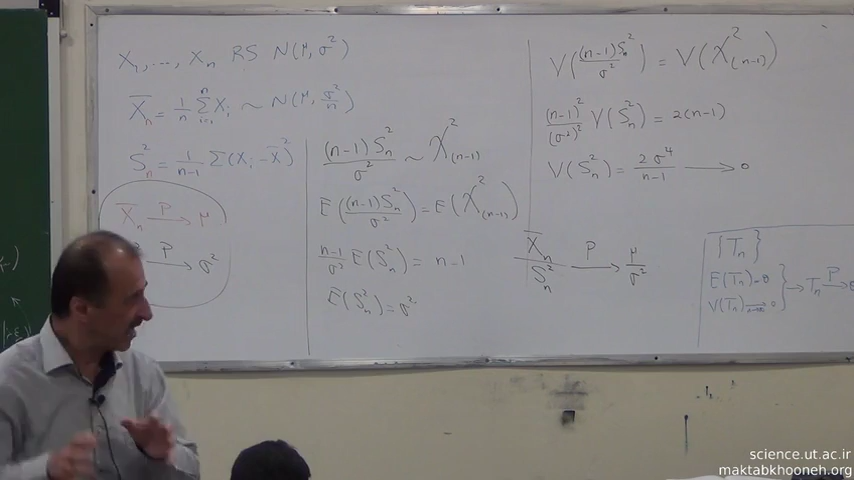 X₁, ..., Xₙ RS N(μ, σ²)
X̄ₙ = 1/n Σⁿᵢ₌₁ Xᵢ ~ N(μ, σ²/n)
S²ₙ = 1/(n-1) Σ(Xᵢ - X̄)²
X̄ₙ —P→ μ
—P→ σ²
(n-1)S²ₙ/σ² ~ χ²₍ₙ₋₁₎
E((n-1)S²ₙ/σ²) = E(χ²₍ₙ₋₁₎)
(n-1)/σ² E(S²ₙ) = n-1
E(S²ₙ) = σ²
V((n-1)S²ₙ/σ²) = V(χ²₍ₙ₋₁₎)
(n-1)²/(σ²)² V(S²ₙ) = 2(n-1)
V(S²ₙ) = 2σ⁴/(n-1) ⟶ 0
X̄ₙ/S²ₙ —P→ μ/σ²
{Tₙ}
E(Tₙ) = θ
V(Tₙ) —n→∞→ 0
} → Tₙ —P→ θ
science.ut.ac.ir
maktabkhooneh.org